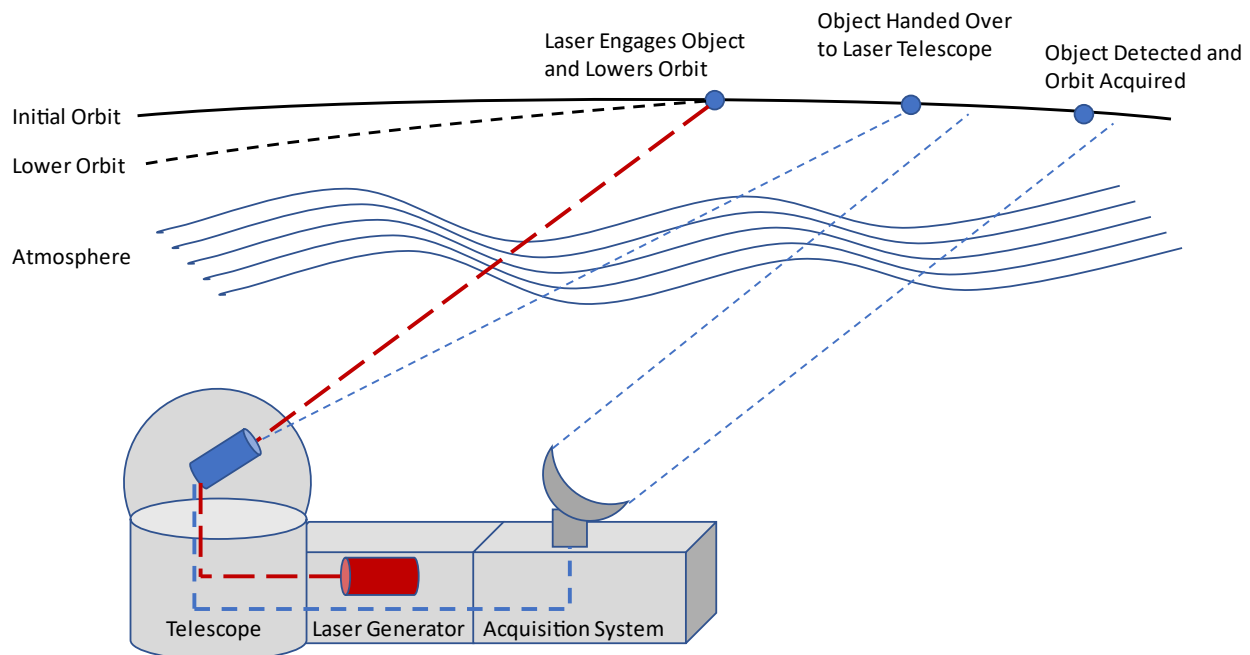 Laser Engages Object
and Lowers Orbit
Object Handed Over
to Laser Telescope
Object Detected and
Orbit Acquired
Initial Orbit
Lower Orbit
Atmosphere
Telescope
Laser Generator
Acquisition System